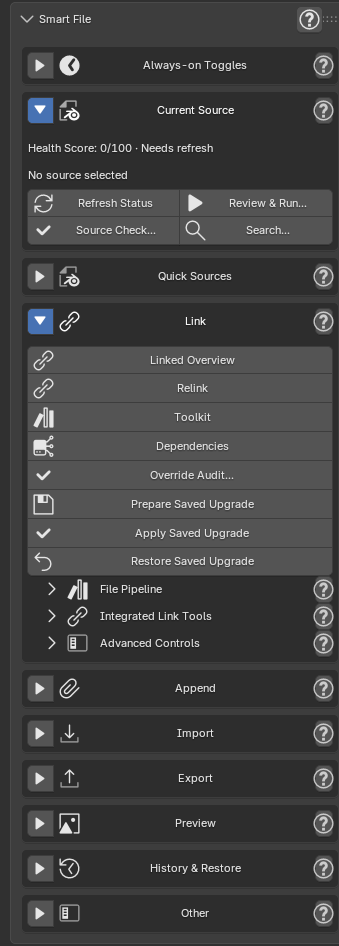 Smart File
Always-on Toggles
Current Source
Health Score: 0/100 · Needs refresh
No source selected
Refresh Status
Review & Run...
Source Check...
Search...
Quick Sources
Link
Linked Overview
Relink
Toolkit
Dependencies
Override Audit...
Prepare Saved Upgrade
Apply Saved Upgrade
Restore Saved Upgrade
File Pipeline
Integrated Link Tools
Advanced Controls
Append
Import
Export
Preview
History & Restore
Other